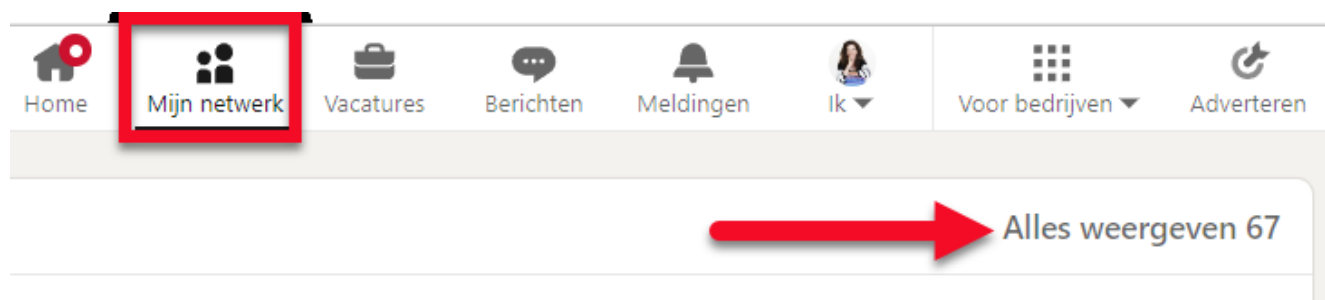 Home Mijn netwerk Vacatures Berichten Meldingen Ik Voor bedrijven Adverteren
Alles weergeven 67